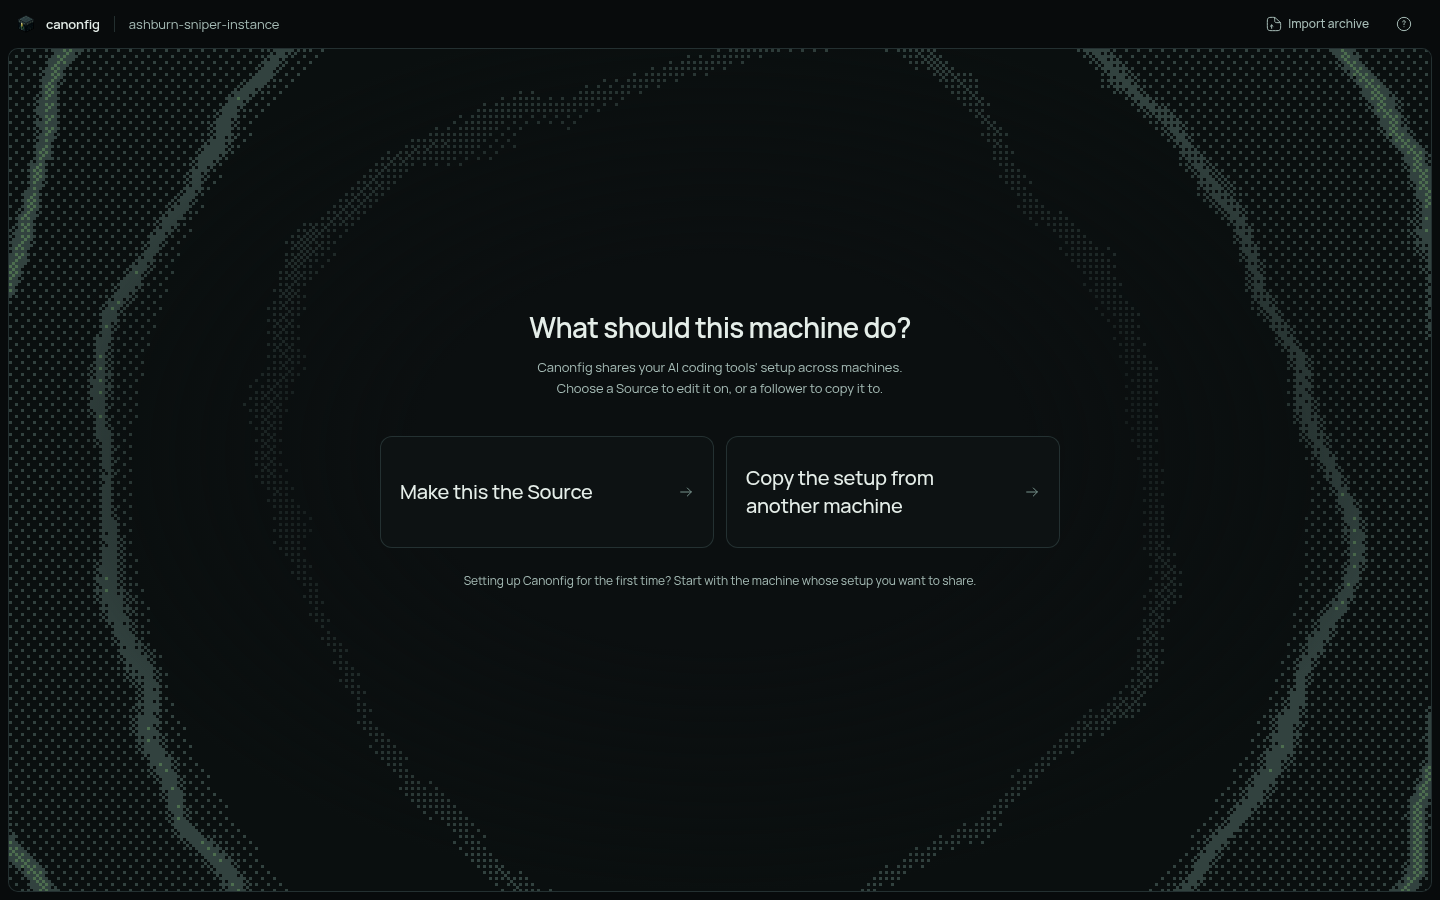 canonfig
ashburn-sniper-instance
Import archive
What should this machine do?
Canonfig shares your AI coding tools' setup across machines.
Choose a Source to edit it on, or a follower to copy it to.
Make this the Source
Copy the setup from
another machine
Setting up Canonfig for the first time? Start with the machine whose setup you want to share.